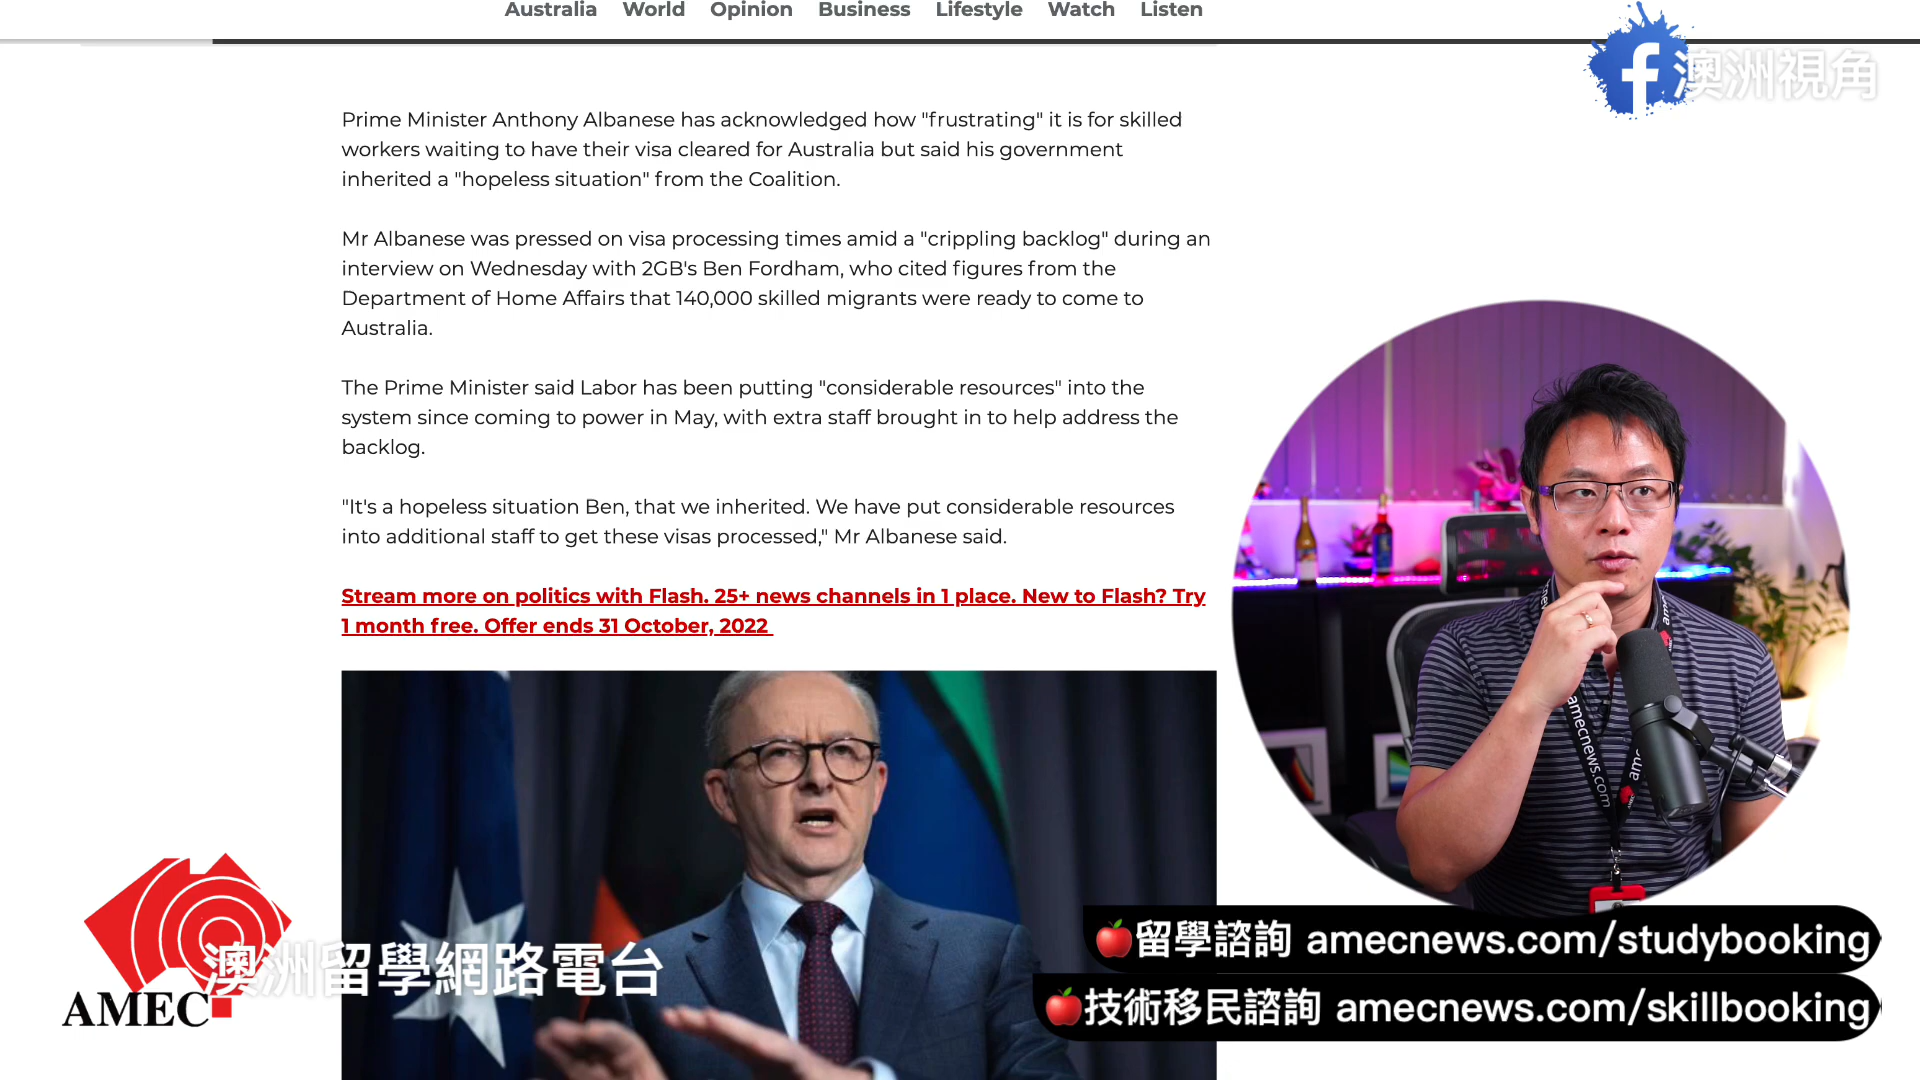 Australia World Opinion Business Lifestyle Watch Listen
澳洲視角
Prime Minister Anthony Albanese has acknowledged how "frustrating" it is for skilled
workers waiting to have their visa cleared for Australia but said his government
inherited a "hopeless situation" from the Coalition.
Mr Albanese was pressed on visa processing times amid a "crippling backlog" during an
interview on Wednesday with 2GB's Ben Fordham, who cited figures from the
Department of Home Affairs that 140,000 skilled migrants were ready to come to
Australia.
The Prime Minister said Labor has been putting "considerable resources" into the
system since coming to power in May, with extra staff brought in to help address the
backlog.
"It's a hopeless situation Ben, that we inherited. We have put considerable resources
into additional staff to get these visas processed," Mr Albanese said.
Stream more on politics with Flash. 25+ news channels in 1 place. New to Flash? Try
1 month free. Offer ends 31 October, 2022
amecnews.com
澳洲留學網路電台
AMEC
留學諮詢 amecnews.com/studybooking
技術移民諮詢 amecnews.com/skillbooking